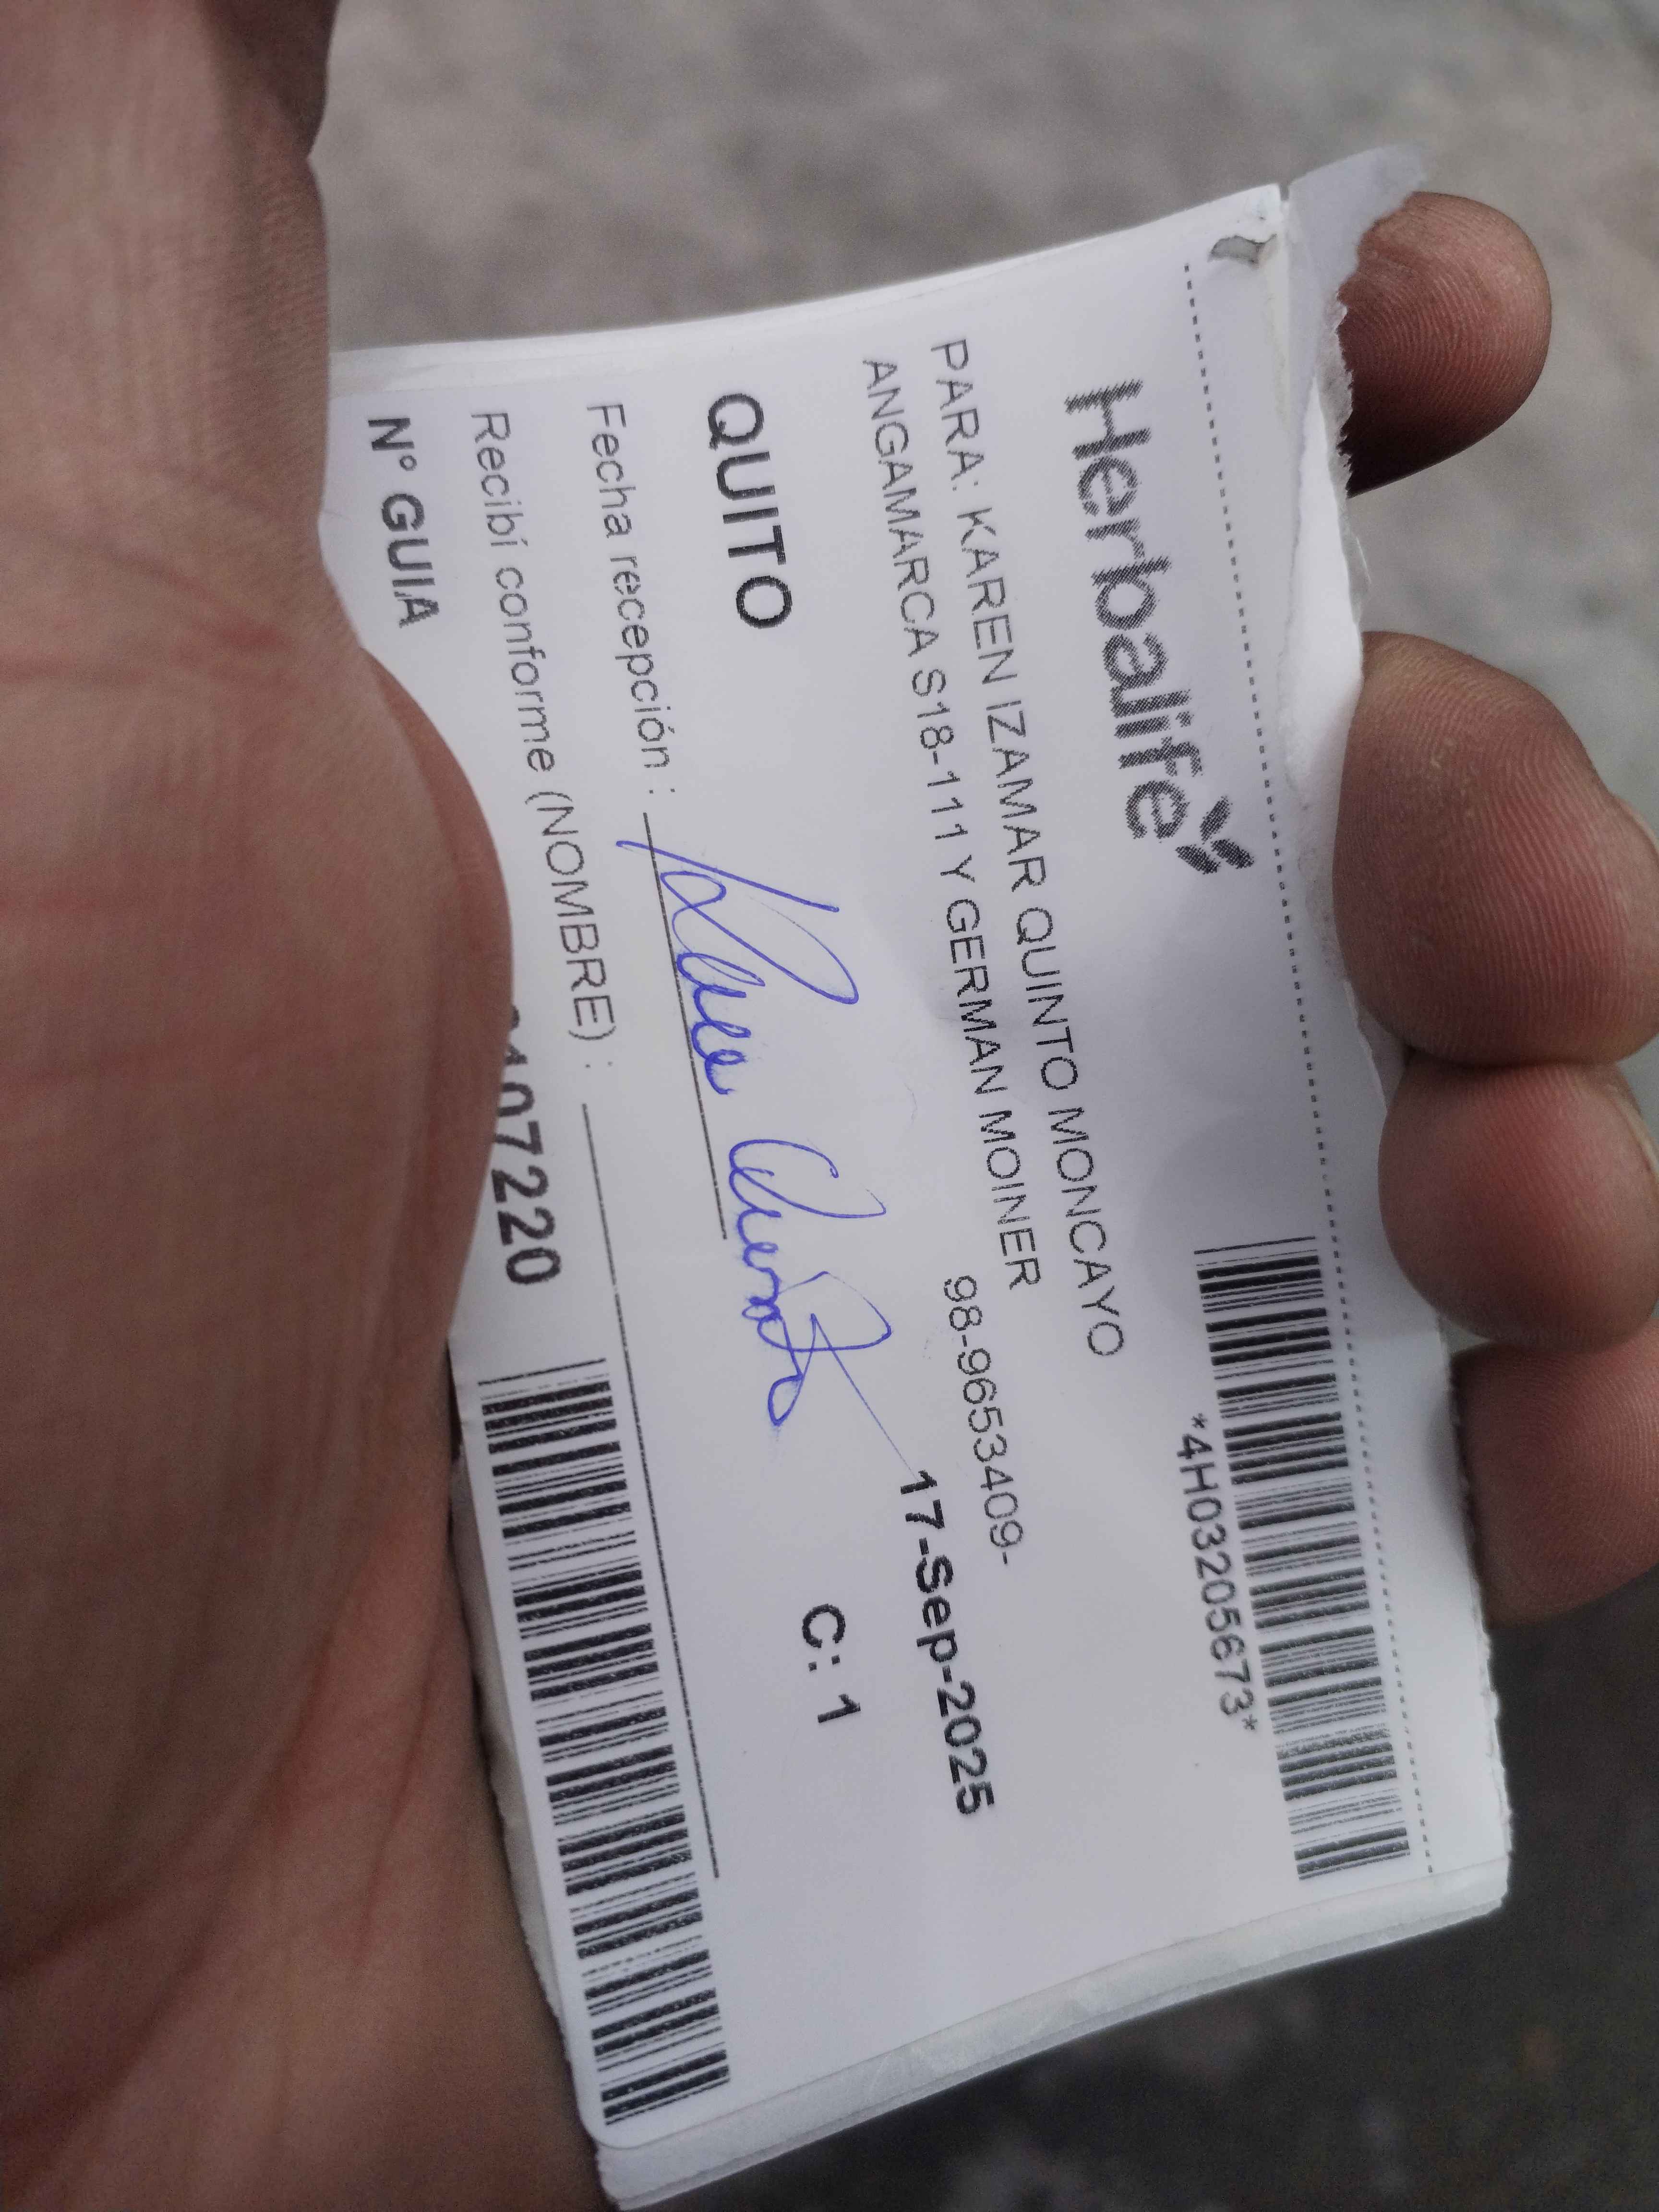 Herbalife
*4H03205673*
PARA: KAREN IZAMAR QUINTO MONCAYO
ANGAMARCA S18-111 Y GERMAN MOINER
98-9653409-
17-Sep-2025
QUITO
C: 1
Fecha recepción :
Recibí conforme (NOMBRE) :
N° GUIA 07220